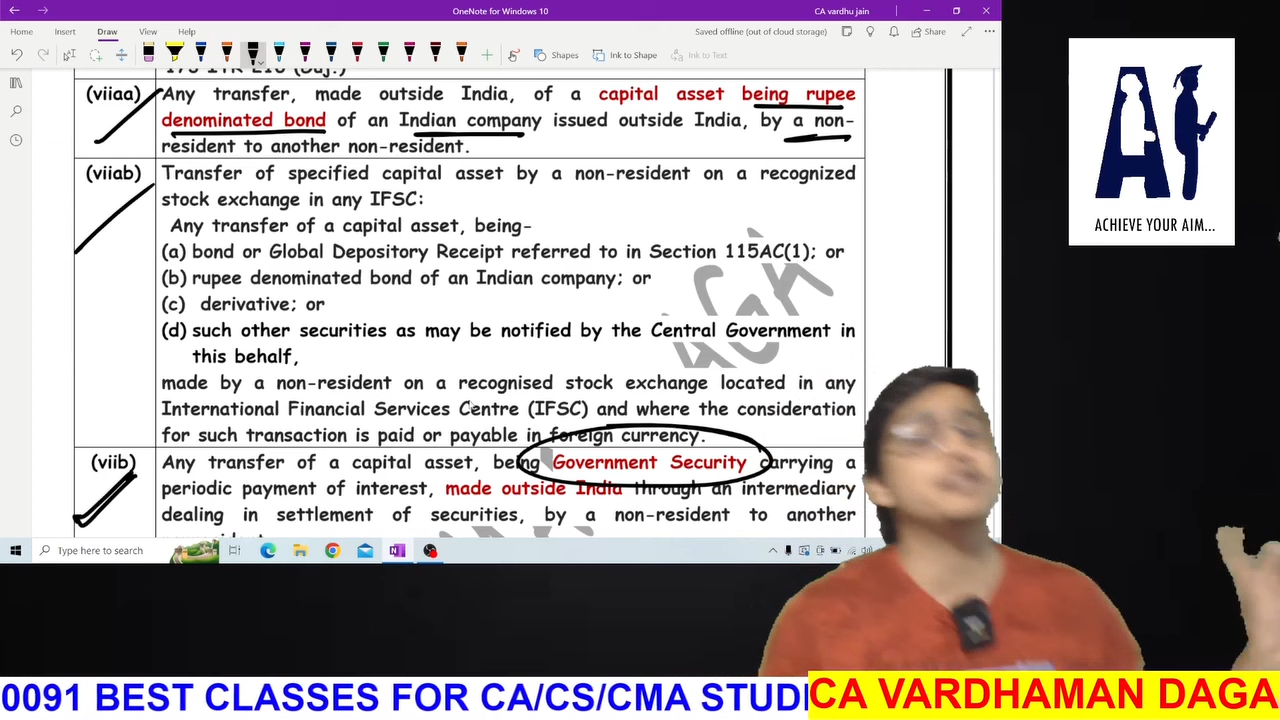 OneNote for Windows 10
CA vardhu jain
Home Insert Draw View Help
Saved offline (out of cloud storage)
Share
Shapes
Ink to Shape
Ink to Text
(viiaa) Any transfer, made outside India, of a capital asset being rupee
denominated bond of an Indian company issued outside India, by a non-
resident to another non-resident.
(viiab) Transfer of specified capital asset by a non-resident on a recognized
stock exchange in any IFSC:
Any transfer of a capital asset, being-
(a) bond or Global Depository Receipt referred to in Section 115AC(1); or
(b) rupee denominated bond of an Indian company; or
(c) derivative; or
(d) such other securities as may be notified by the Central Government in
this behalf,
made by a non-resident on a recognised stock exchange located in any
International Financial Services Centre (IFSC) and where the consideration
for such transaction is paid or payable in foreign currency.
(viib) Any transfer of a capital asset, being Government Security carrying a
periodic payment of interest, made outside India through an intermediary
dealing in settlement of securities, by a non-resident to another
Type here to search
ACHIEVE YOUR AIM...
0091 BEST CLASSES FOR CA/CS/CMA STUD
CA VARDHAMAN DAGA